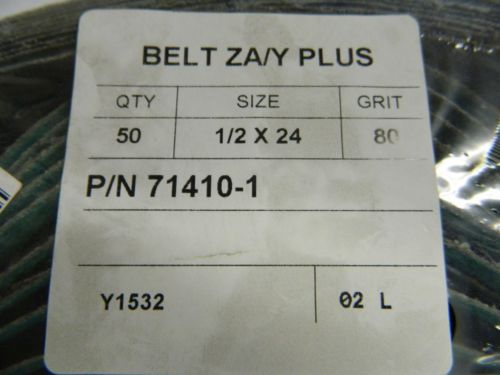 BELT ZA/Y PLUS
QTY SIZE GRIT
50 1/2 X 24 80
P/N 71410-1
Y1532 02 L